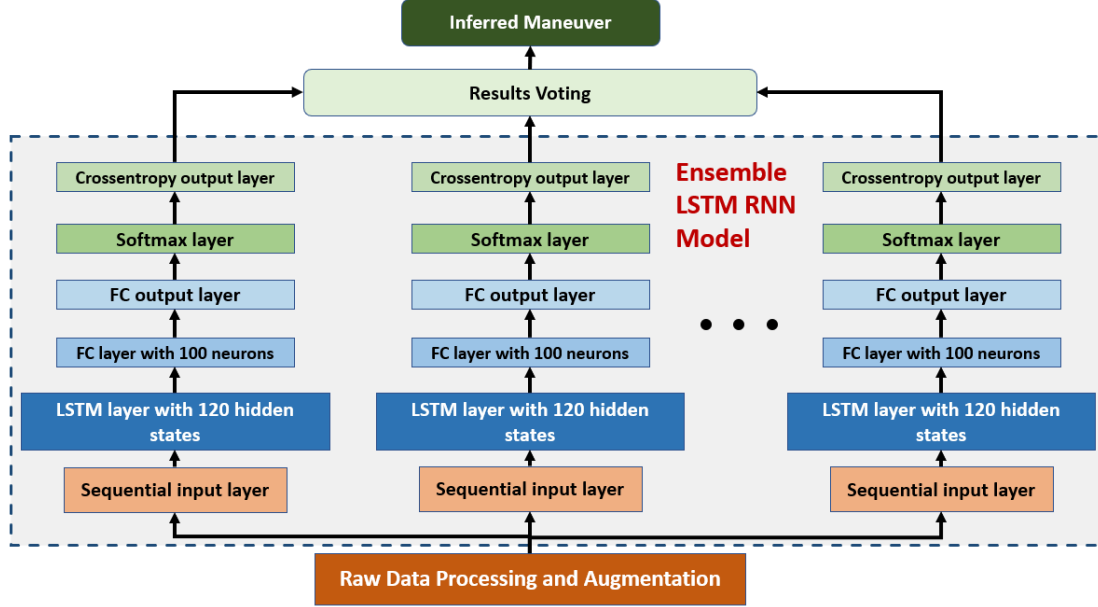 Inferred Maneuver
Results Voting
Crossentropy output layer
Softmax layer
FC output layer
FC layer with 100 neurons
LSTM layer with 120 hidden
states
Sequential input layer
Crossentropy output layer
Softmax layer
FC output layer
FC layer with 100 neurons
LSTM layer with 120 hidden
states
Sequential input layer
Ensemble
LSTM RNN
Model
Crossentropy output layer
Softmax layer
FC output layer
FC layer with 100 neurons
LSTM layer with 120 hidden
states
Sequential input layer
Raw Data Processing and Augmentation